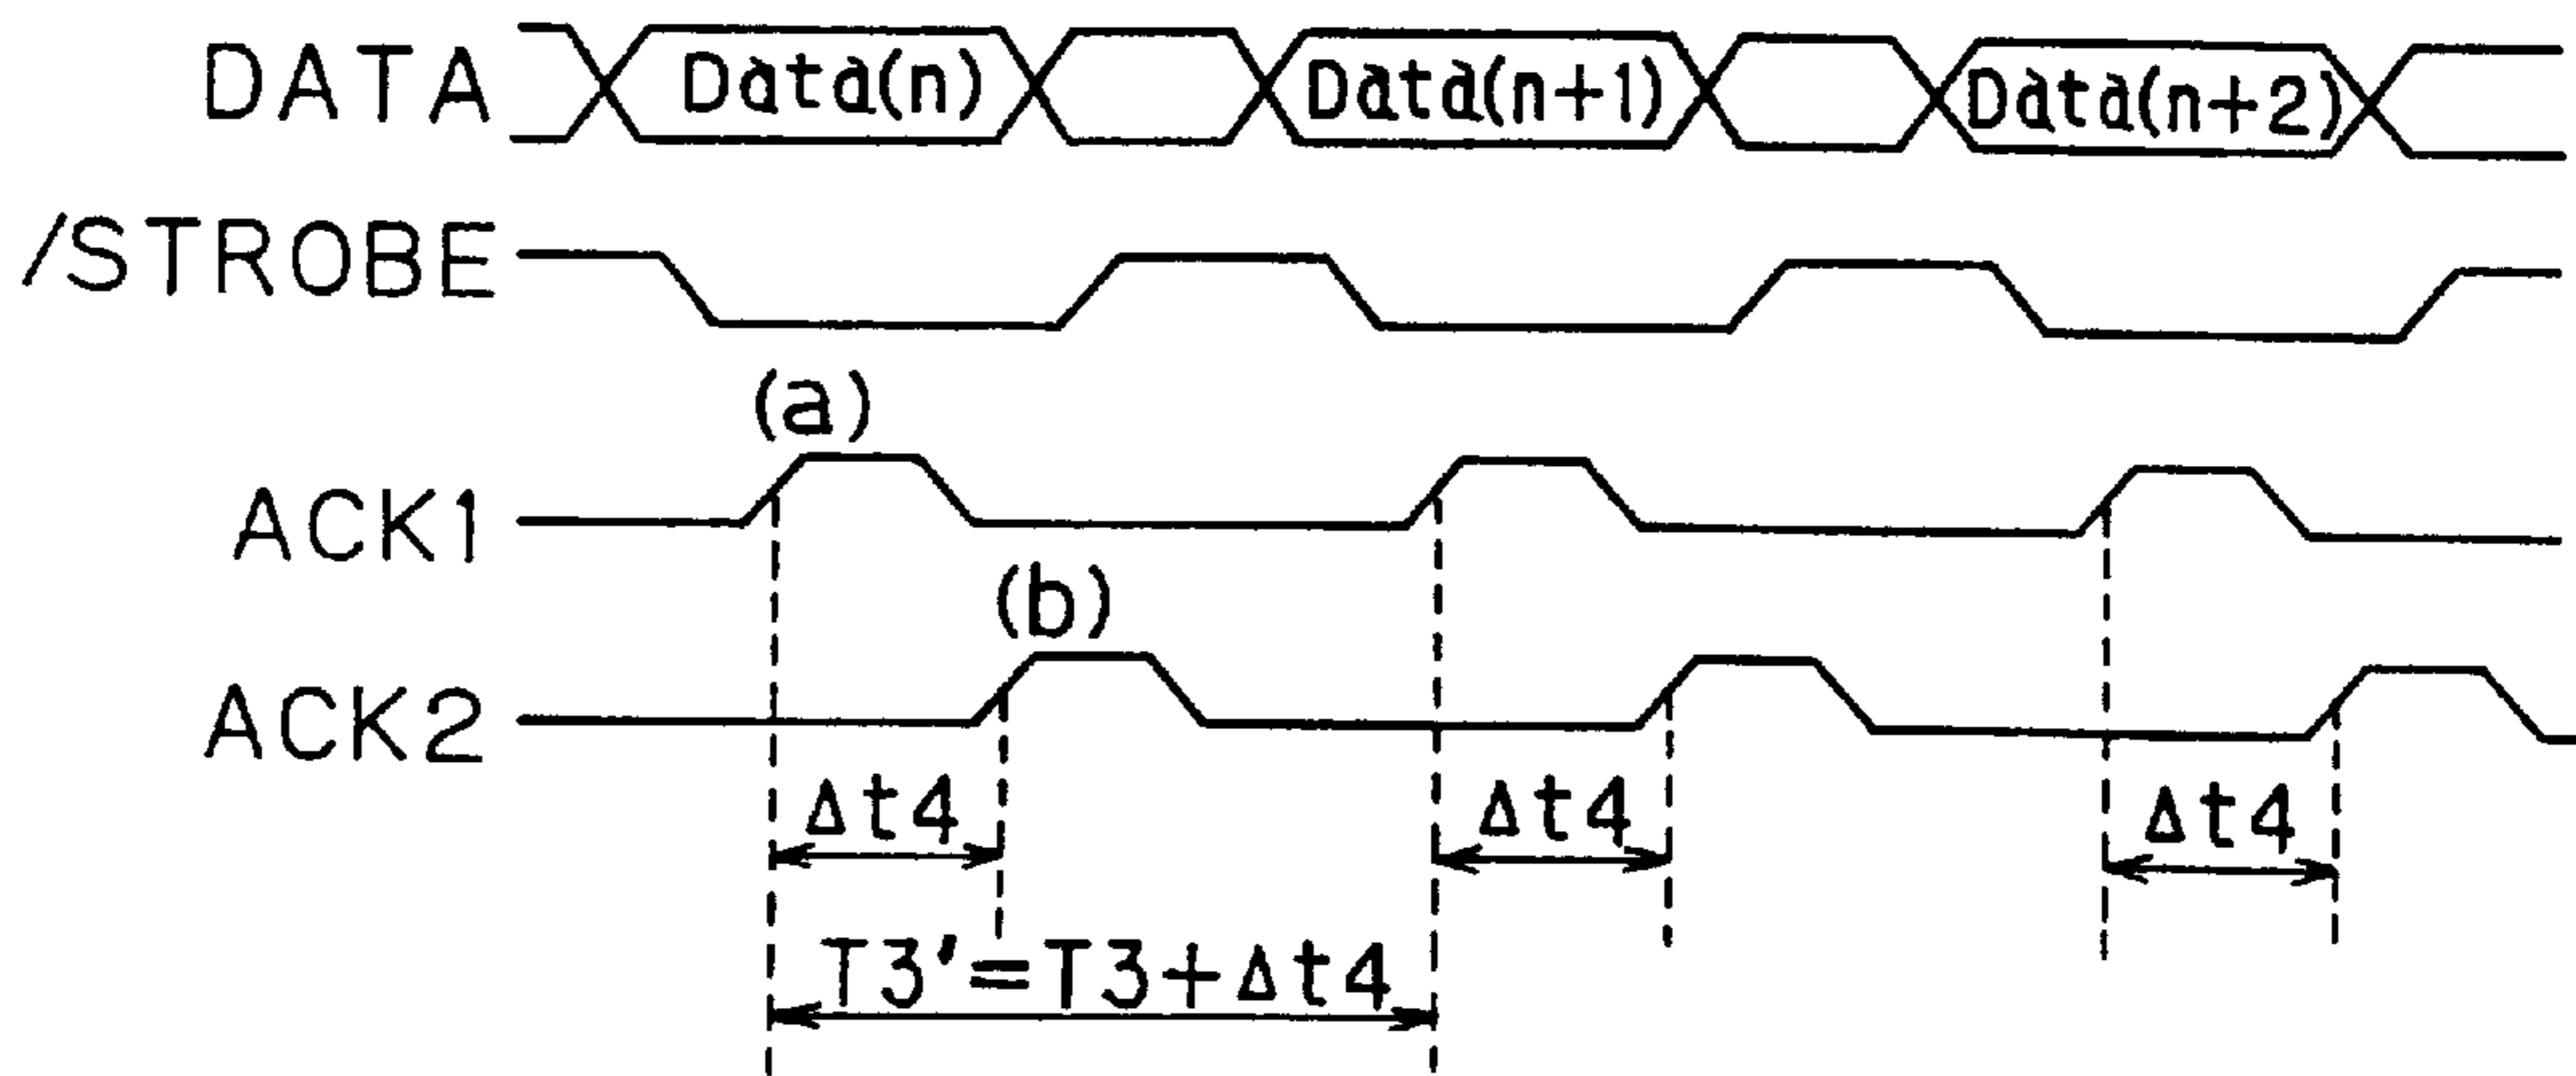 DATA Data(n) Data(n+1) Data(n+2)
/STROBE
(a)
ACK1
(b)
ACK2
Δt4 Δt4 Δt4
T3'=T3+Δt4